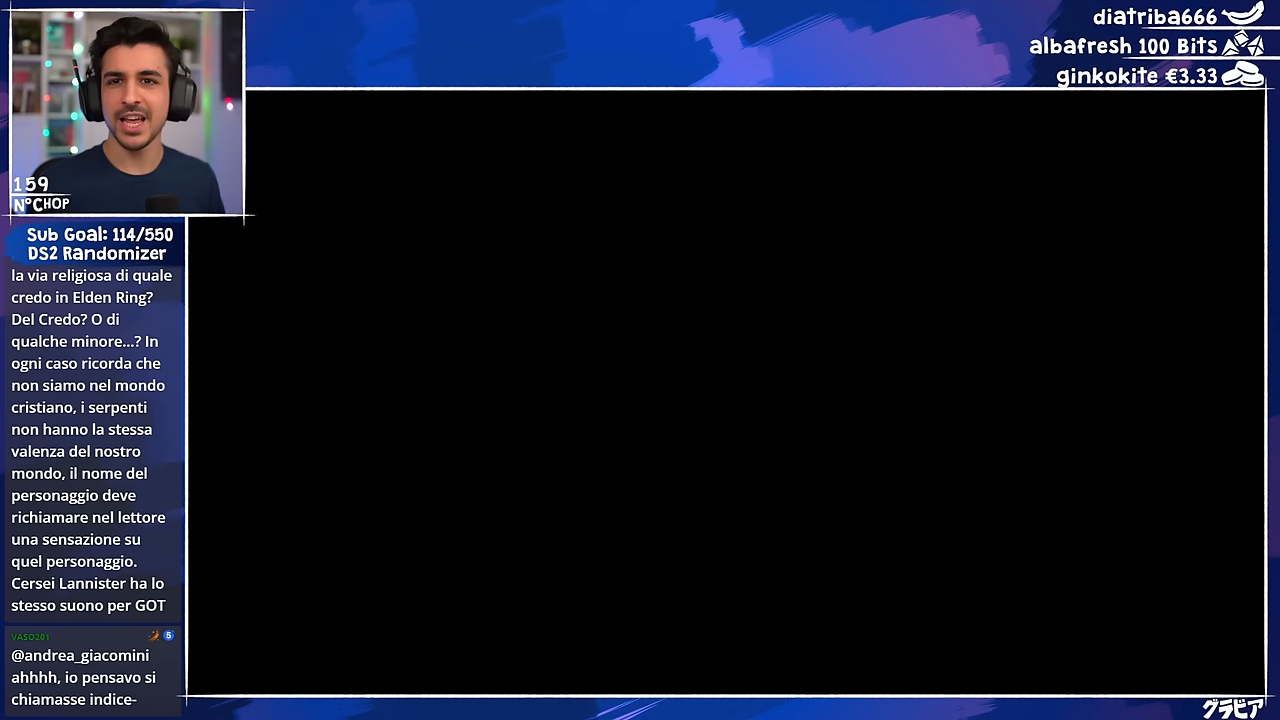 diatriba666
albafresh 100 Bits
ginkokite €3.33
159
N°CHOP
Sub Goal: 114/550
DS2 Randomizer
la via religiosa di quale
credo in Elden Ring?
Del Credo? O di
qualche minore...? In
ogni caso ricorda che
non siamo nel mondo
cristiano, i serpenti
non hanno la stessa
valenza del nostro
mondo, il nome del
personaggio deve
richiamare nel lettore
una sensazione su
quel personaggio.
Cersei Lannister ha lo
stesso suono per GOT
VASO201
5
@andrea_giacomini
ahhhh, io pensavo si
chiamasse indice-
グラビア